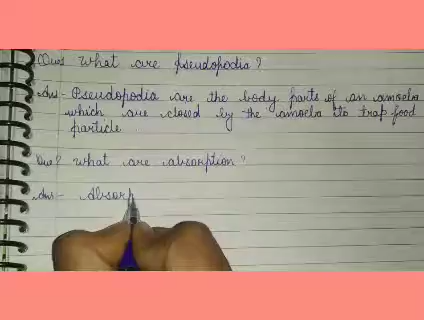 Ques What are Pseudopodia?
Ans- Pseudopodia are the body parts of an amoeba
which are closed by the amoeba to trap food
particle
Que? What are absorption?
Ans- Absorp